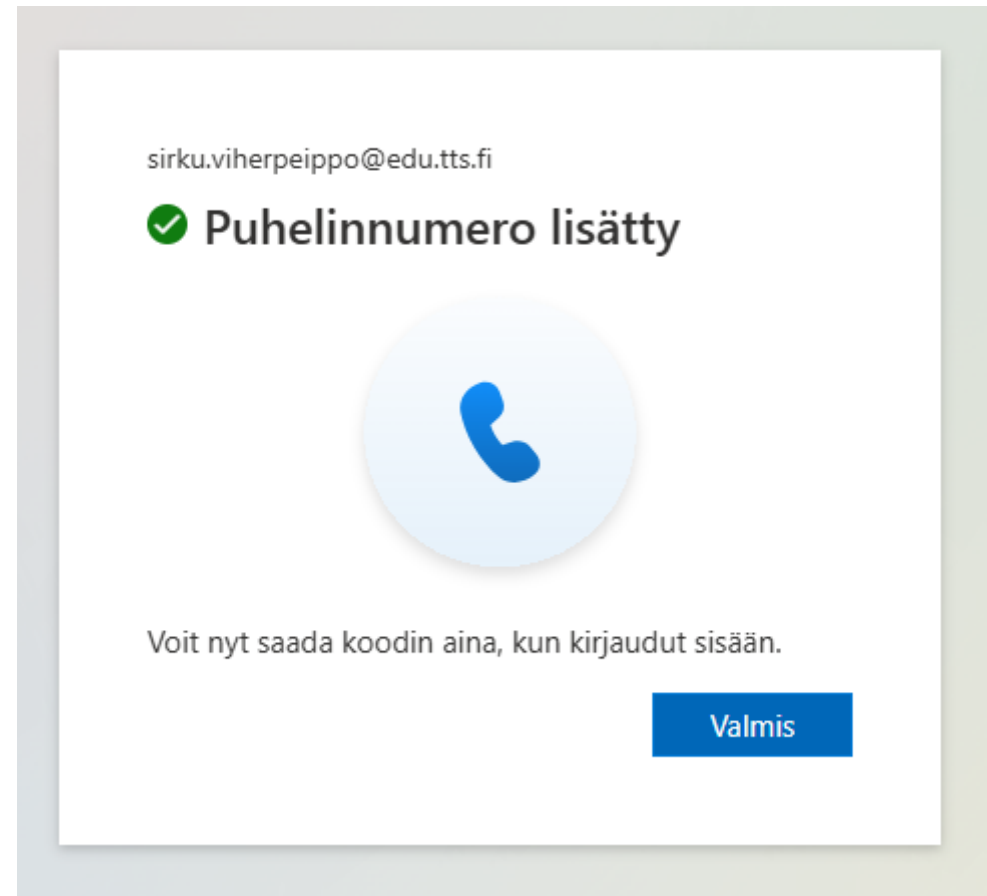 sirku.viherpeippo@edu.tts.fi
Puhelinnumero lisätty
Voit nyt saada koodin aina, kun kirjaudut sisään.
Valmis